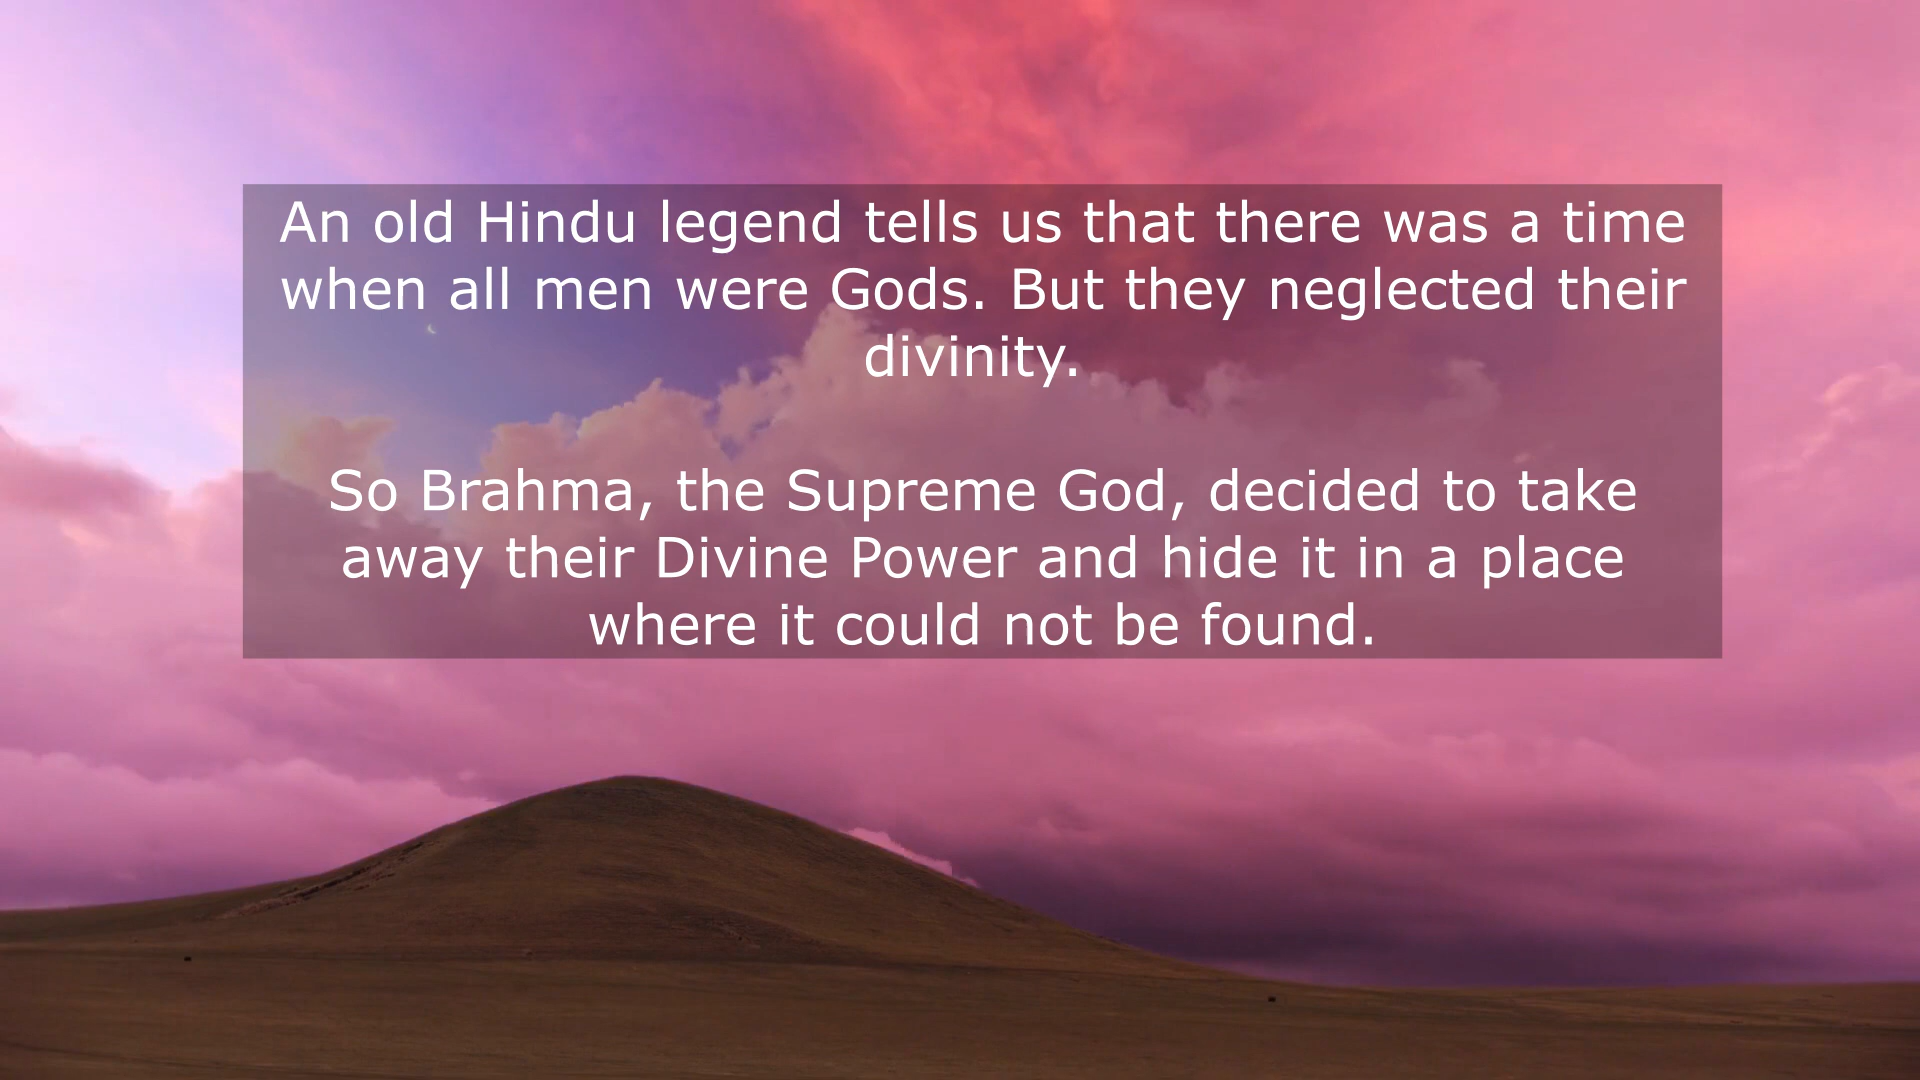 An old Hindu legend tells us that there was a time
when all men were Gods. But they neglected their
divinity.
So Brahma, the Supreme God, decided to take
away their Divine Power and hide it in a place
where it could not be found.